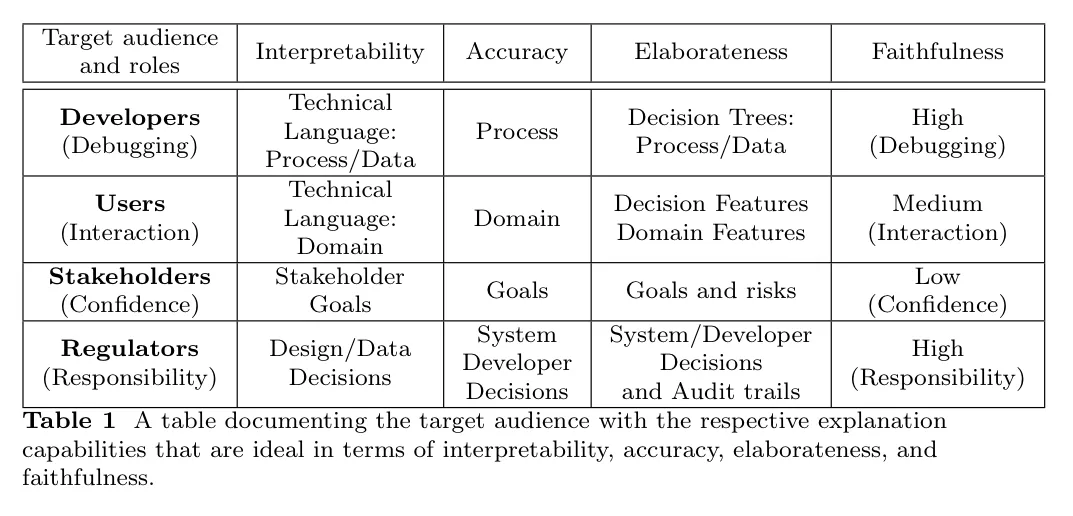 Target audience
and roles
Interpretability
Accuracy
Elaborateness
Faithfulness
Developers
(Debugging)
Technical
Language:
Process/Data
Process
Decision Trees:
Process/Data
High
(Debugging)
Users
(Interaction)
Technical
Language:
Domain
Domain
Decision Features
Domain Features
Medium
(Interaction)
Stakeholders
(Confidence)
Stakeholder
Goals
Goals
Goals and risks
Low
(Confidence)
Regulators
(Responsibility)
Design/Data
Decisions
System
Developer
Decisions
System/Developer
Decisions
and Audit trails
High
(Responsibility)
Table 1 A table documenting the target audience with the respective explanation
capabilities that are ideal in terms of interpretability, accuracy, elaborateness, and
faithfulness.